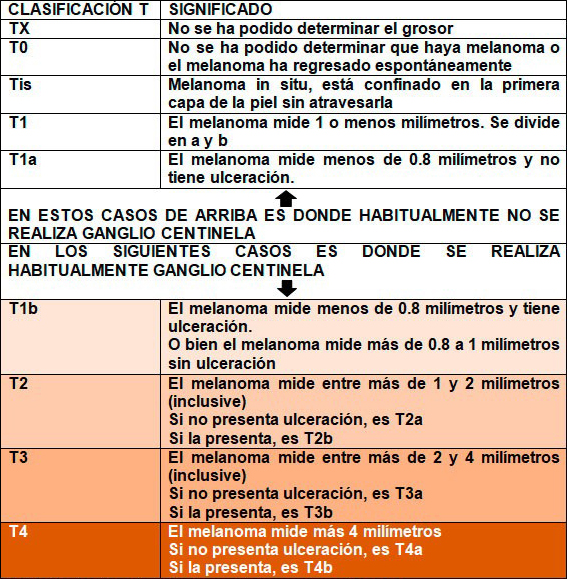 CLASIFICACIÓN T SIGNIFICADO
TX No se ha podido determinar el grosor
T0 No se ha podido determinar que haya melanoma o
el melanoma ha regresado espontáneamente
Tis Melanoma in situ, está confinado en la primera
capa de la piel sin atravesarla
T1 El melanoma mide 1 o menos milímetros. Se divide
en a y b
T1a El melanoma mide menos de 0.8 milímetros y no
tiene ulceración.
EN ESTOS CASOS DE ARRIBA ES DONDE HABITUALMENTE NO SE
REALIZA GANGLIO CENTINELA
EN LOS SIGUIENTES CASOS ES DONDE SE REALIZA
HABITUALMENTE GANGLIO CENTINELA
T1b El melanoma mide menos de 0.8 milímetros y tiene
ulceración.
O bien el melanoma mide más de 0.8 a 1 milímetros
sin ulceración
T2 El melanoma mide entre más de 1 y 2 milímetros
(inclusive)
Si no presenta ulceración, es T2a
Si la presenta, es T2b
T3 El melanoma mide entre más de 2 y 4 milímetros
(inclusive)
Si no presenta ulceración, es T3a
Si la presenta, es T3b
T4 El melanoma mide más 4 milímetros
Si no presenta ulceración, es T4a
Si la presenta, es T4b